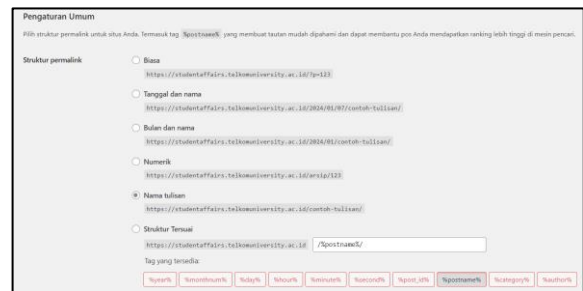 Pengaturan Umum
Pilih struktur permalink untuk situs Anda. Termasuk tag %postname% yang membuat tautan mudah dipahami dan dapat membantu pos Anda mendapatkan ranking lebih tinggi di mesin pencari.
Struktur permalink
Biasa
https://studentaffairs.telkomuniversity.ac.id/?p=123
Tanggal dan nama
https://studentaffairs.telkomuniversity.ac.id/2024/01/07/contoh-tulisan/
Bulan dan nama
https://studentaffairs.telkomuniversity.ac.id/2024/01/contoh-tulisan/
Numerik
https://studentaffairs.telkomuniversity.ac.id/arsip/123
Nama tulisan
https://studentaffairs.telkomuniversity.ac.id/contoh-tulisan/
Struktur Tersuai
https://studentaffairs.telkomuniversity.ac.id /%postname%/
Tag yang tersedia:
%year% %monthnum% %day% %hour% %minute% %second% %post_id% %postname% %category% %author%